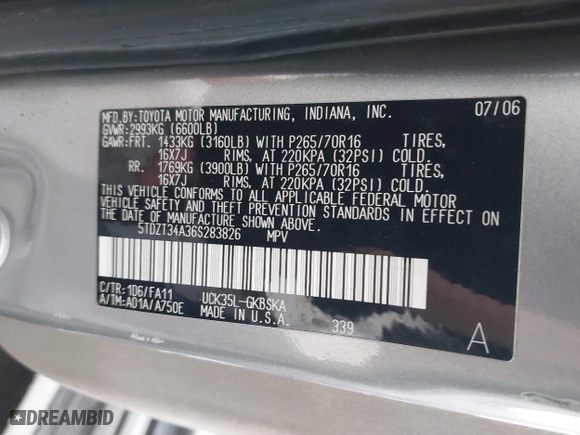 MFD.BY:TOYOTA MOTOR MANUFACTURING, INDIANA, INC. 07/06
GVWR:2993KG (6600LB)
GAWR:FRT. 1433KG (3160LB) WITH P265/70R16 TIRES,
16X7J RIMS, AT 220KPA (32PSI) COLD.
RR. 1769KG (3900LB) WITH P265/70R16 TIRES,
16X7J RIMS, AT 220KPA (32PSI) COLD.
THIS VEHICLE CONFORMS TO ALL APPLICABLE FEDERAL MOTOR
VEHICLE SAFETY AND THEFT PREVENTION STANDARDS IN EFFECT ON
THE DATE OF MANUFACTURE SHOWN ABOVE.
5TDZT34A36S283826 MPV
C/TR:1D6/FA11 UCK35L-GKBSKA
A/TM:A01A/A750E MADE IN U.S.A. 339 A
DREAMBID